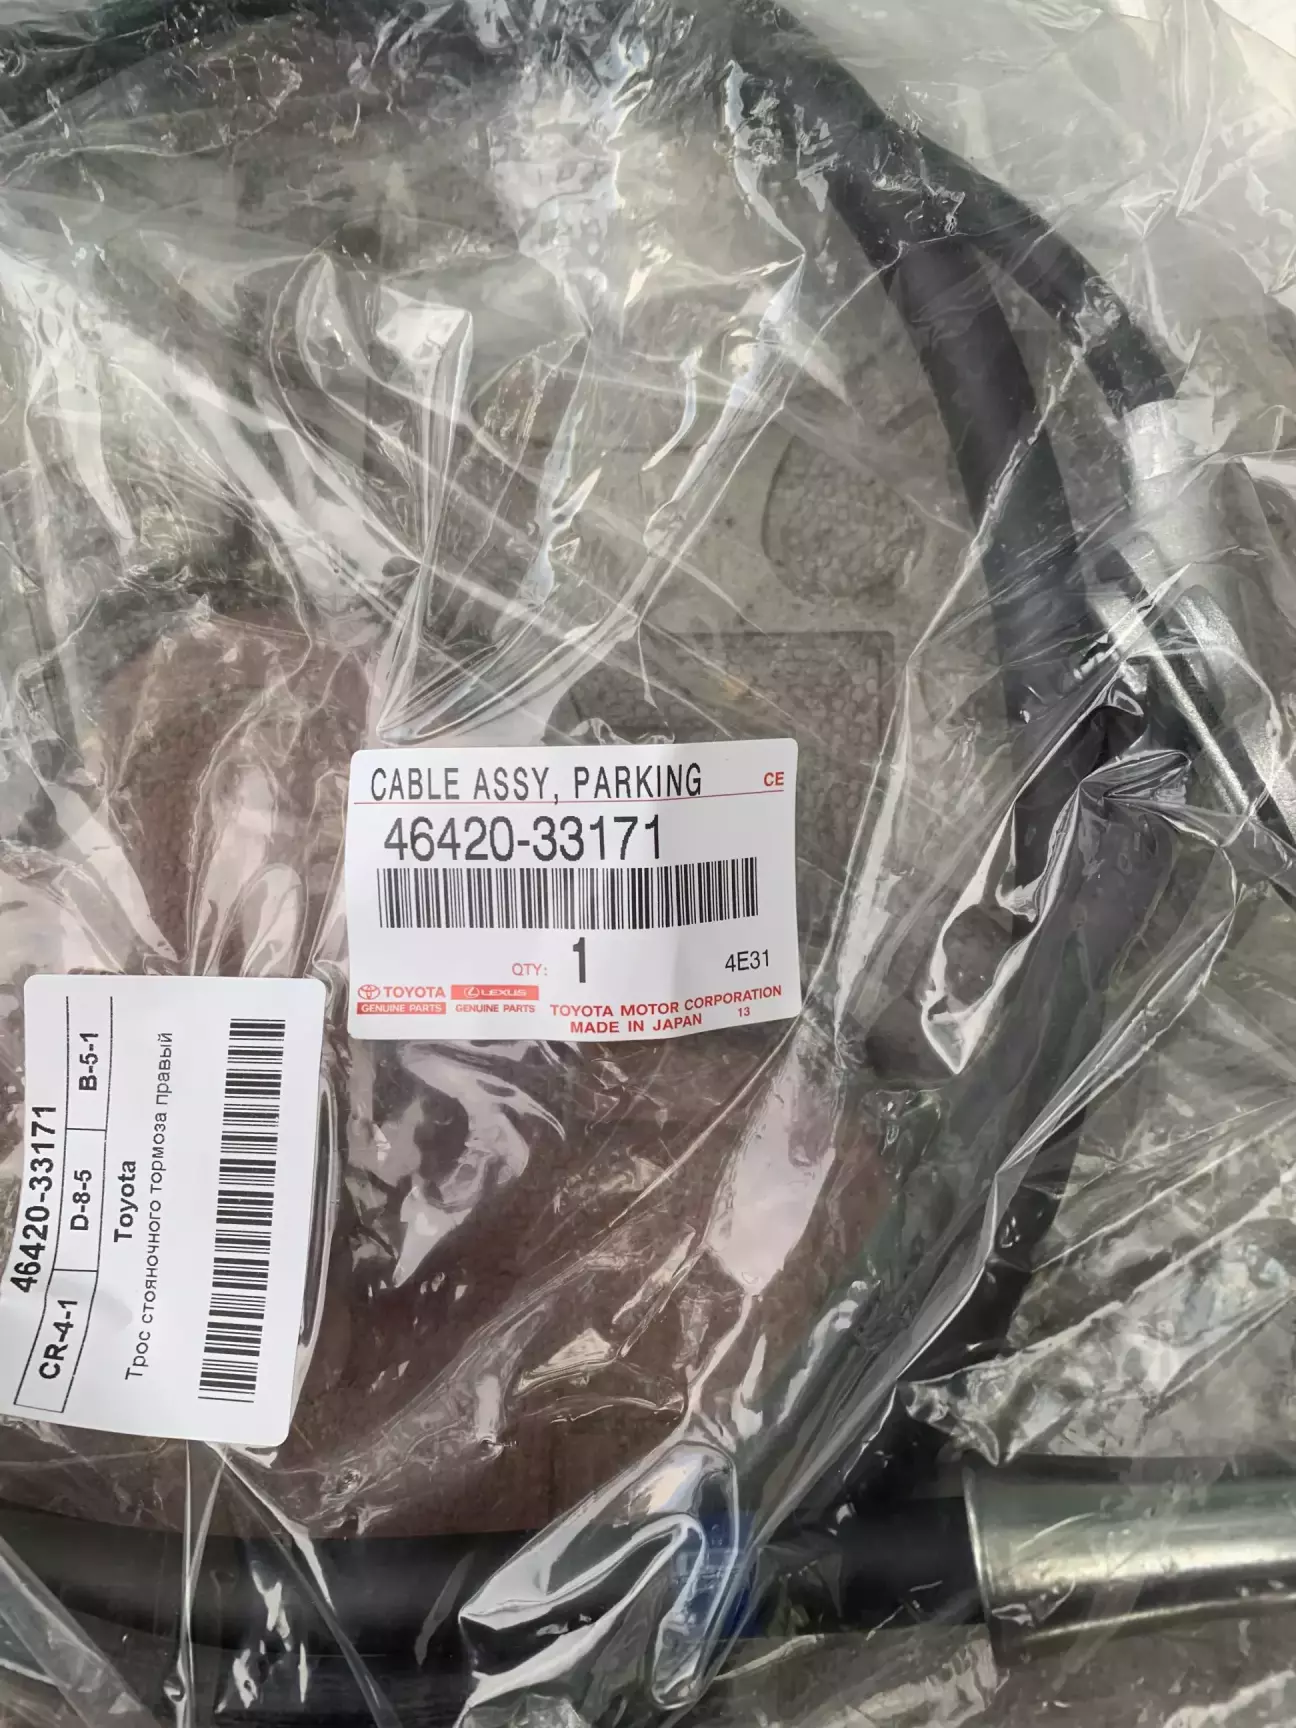 CABLE ASSY, PARKING CE
46420-33171
QTY: 1 4E31
TOYOTA LEXUS TOYOTA MOTOR CORPORATION
GENUINE PARTS GENUINE PARTS MADE IN JAPAN 13
46420-33171
CR-4-1 D-8-5 B-5-1
Toyota
Трос стояночного тормоза правый